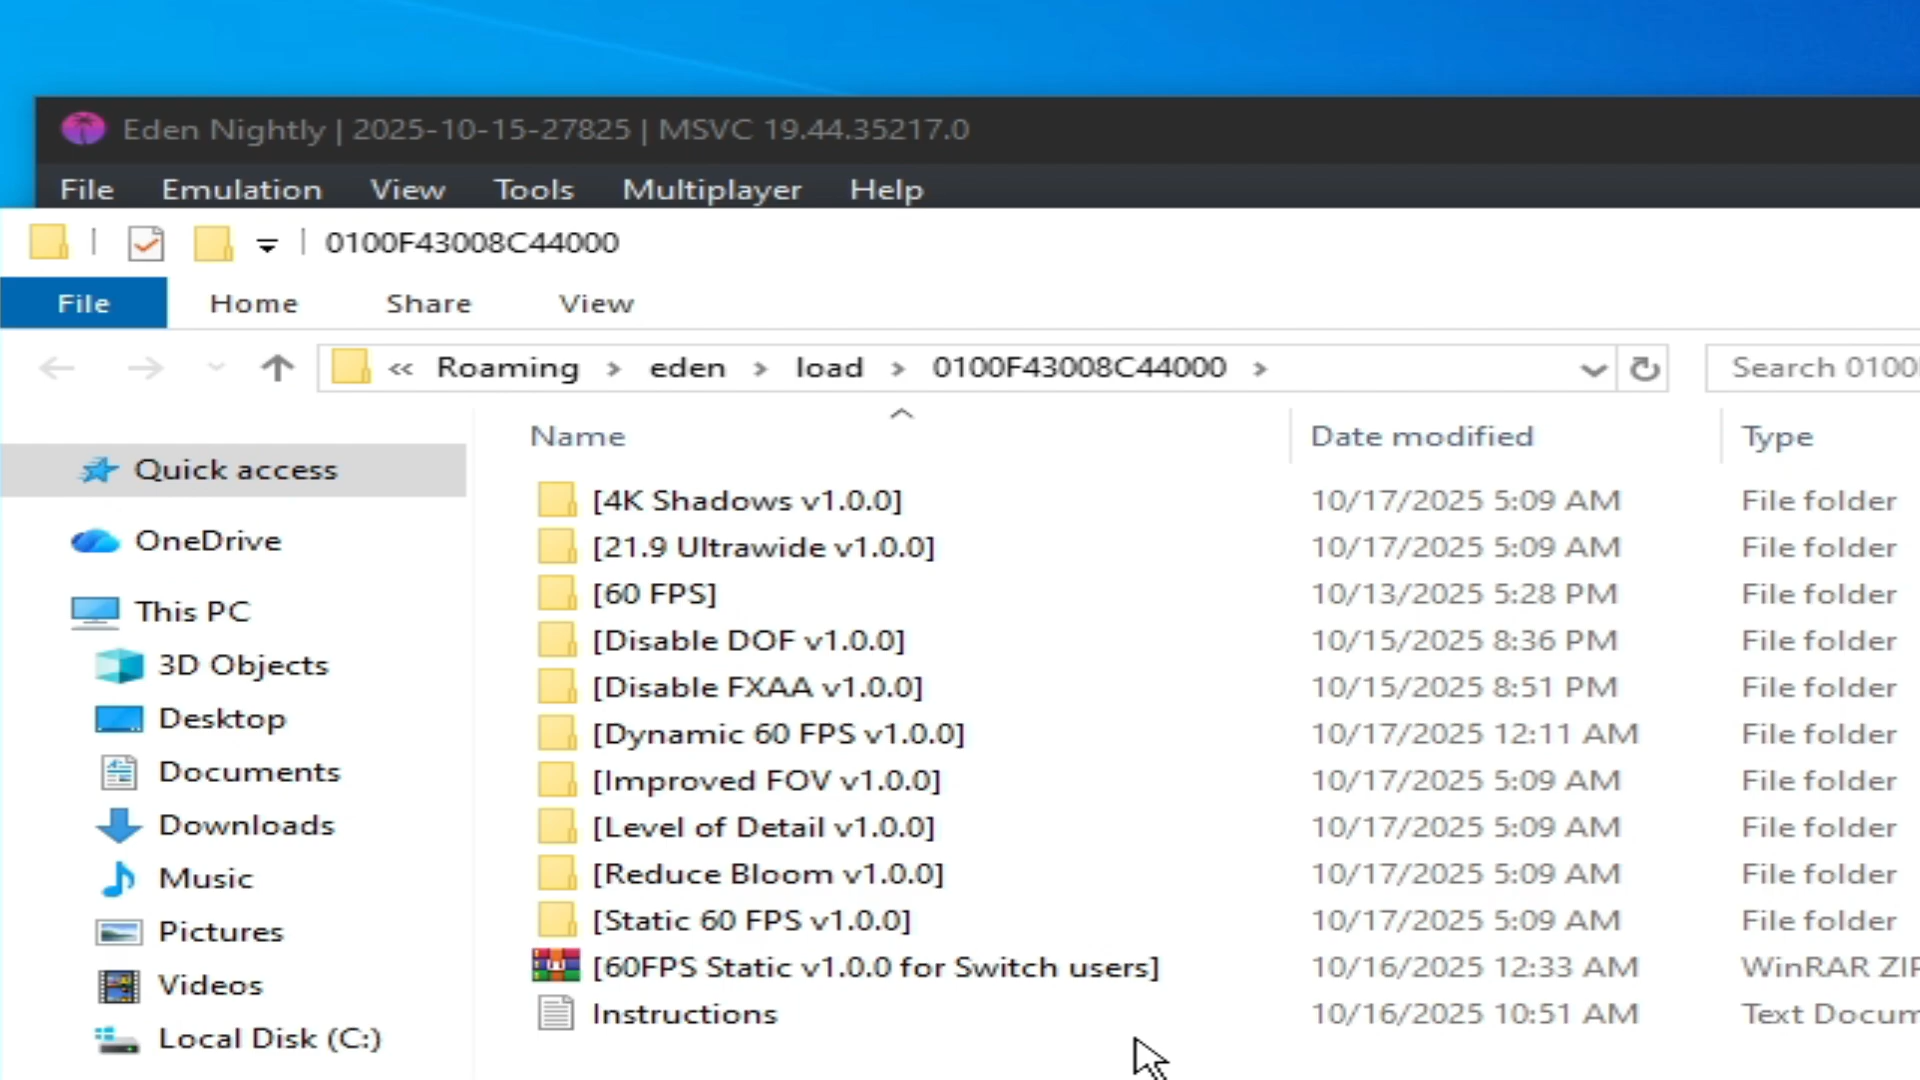 Eden Nightly | 2025-10-15-27825 | MSVC 19.44.35217.0
File Emulation View Tools Multiplayer Help
0100F43008C44000
File Home Share View
« Roaming > eden > load > 0100F43008C44000 > Search 0100
Name Date modified Type
Quick access
OneDrive
This PC
3D Objects
Desktop
Documents
Downloads
Music
Pictures
Videos
Local Disk (C:)
[4K Shadows v1.0.0] 10/17/2025 5:09 AM File folder
[21.9 Ultrawide v1.0.0] 10/17/2025 5:09 AM File folder
[60 FPS] 10/13/2025 5:28 PM File folder
[Disable DOF v1.0.0] 10/15/2025 8:36 PM File folder
[Disable FXAA v1.0.0] 10/15/2025 8:51 PM File folder
[Dynamic 60 FPS v1.0.0] 10/17/2025 12:11 AM File folder
[Improved FOV v1.0.0] 10/17/2025 5:09 AM File folder
[Level of Detail v1.0.0] 10/17/2025 5:09 AM File folder
[Reduce Bloom v1.0.0] 10/17/2025 5:09 AM File folder
[Static 60 FPS v1.0.0] 10/17/2025 5:09 AM File folder
[60FPS Static v1.0.0 for Switch users] 10/16/2025 12:33 AM WinRAR ZIP
Instructions 10/16/2025 10:51 AM Text Docum